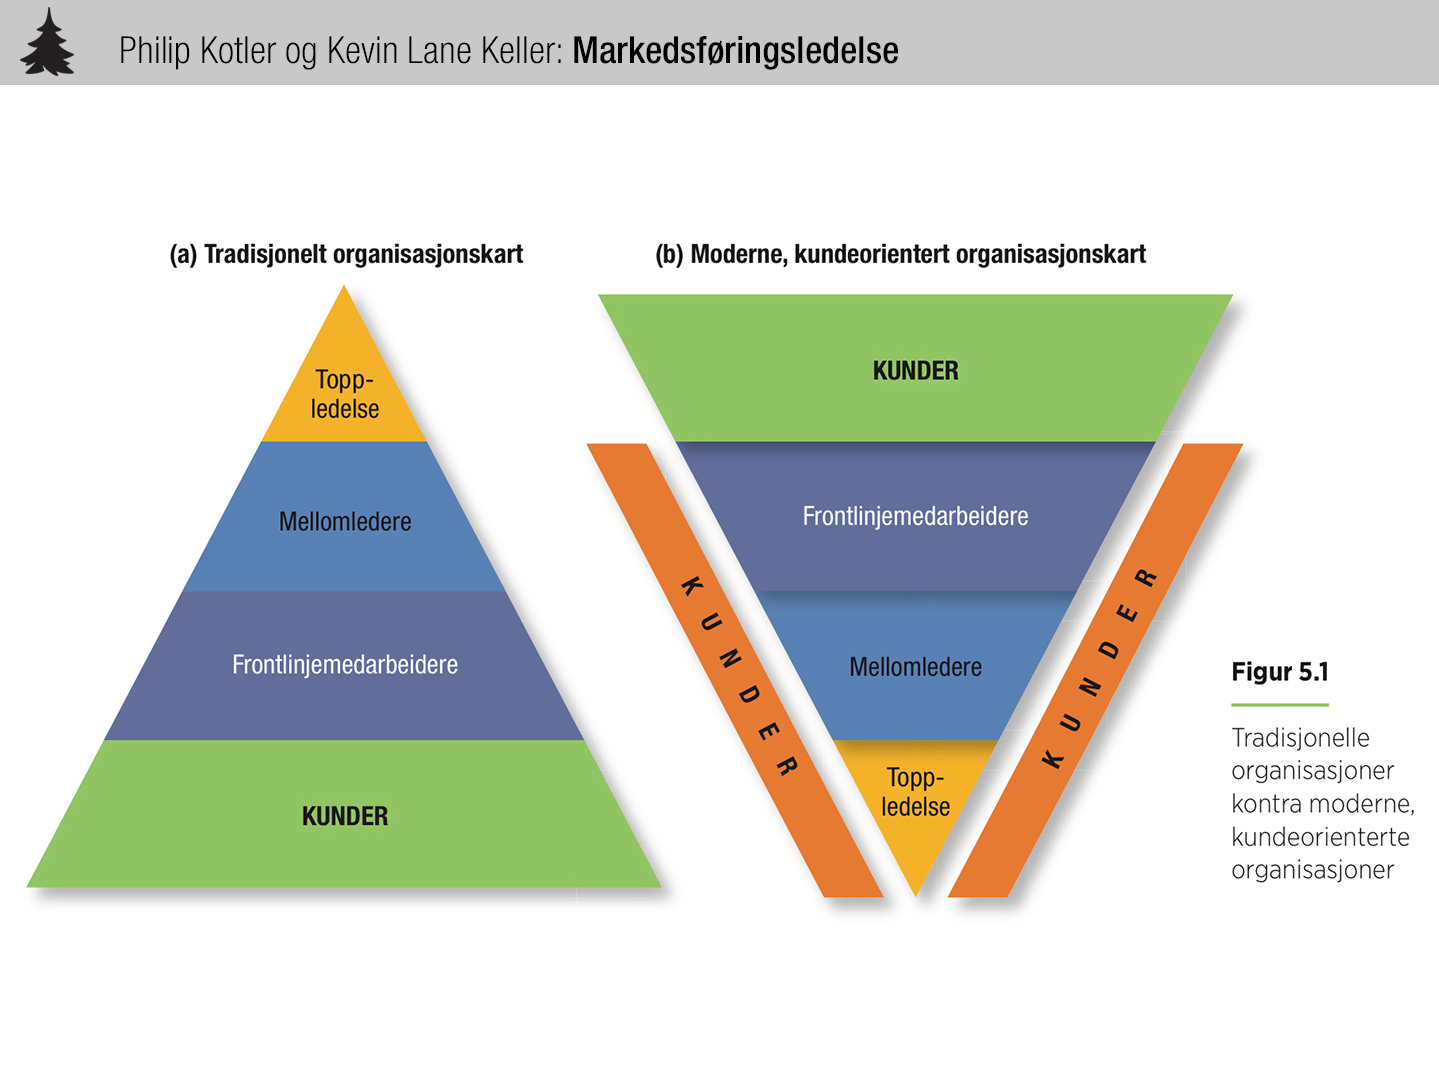 Philip Kotler og Kevin Lane Keller: Markedsføringsledelse
(a) Tradisjonelt organisasjonskart
Topp-
ledelse
Mellomledere
Frontlinjemedarbeidere
KUNDER
(b) Moderne, kundeorientert organisasjonskart
KUNDER
Frontlinjemedarbeidere
Mellomledere
Topp-
ledelse
KUNDER
KUNDER
Figur 5.1
Tradisjonelle
organisasjoner
kontra moderne,
kundeorienterte
organisasjoner